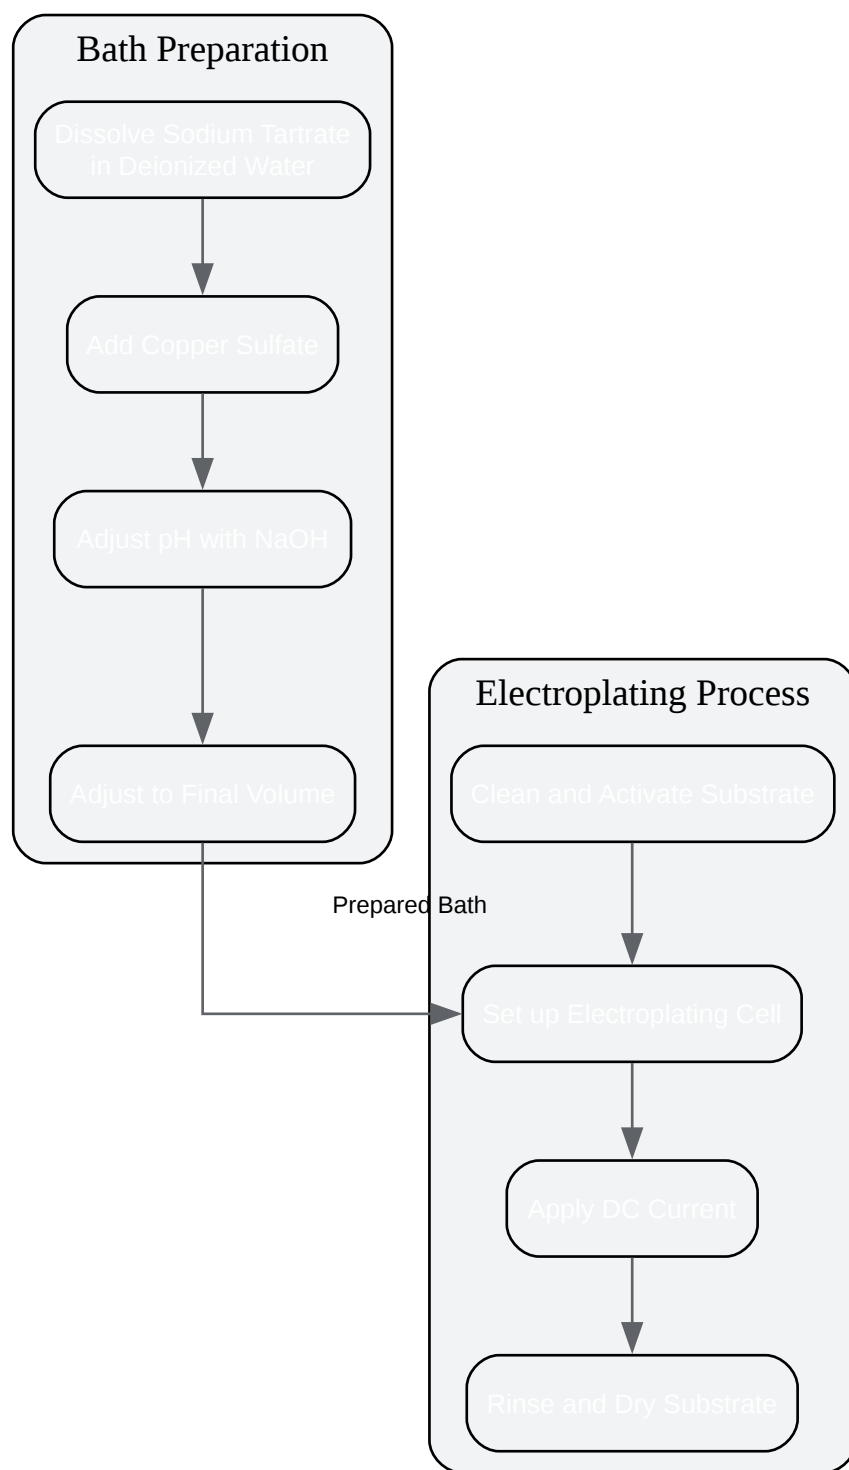 Bath Preparation
Dissolve Sodium Tartrate
in Deionized Water
Add Copper Sulfate
Adjust pH with NaOH
Adjust to Final Volume
Prepared Bath
Electroplating Process
Clean and Activate Substrate
Set up Electroplating Cell
Apply DC Current
Rinse and Dry Substrate